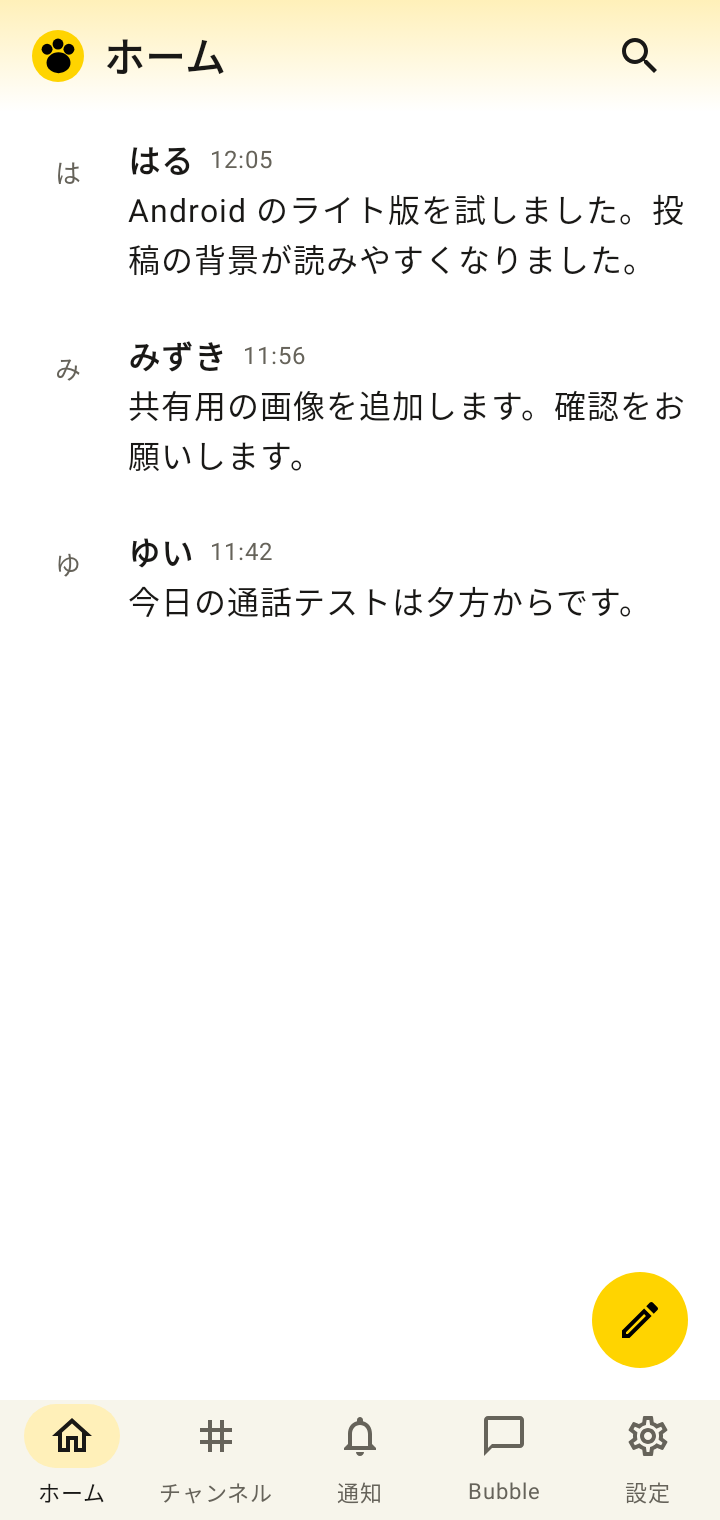 ホーム
は
はる 12:05
Android のライト版を試しました。投
稿の背景が読みやすくなりました。
み
みずき 11:56
共有用の画像を追加します。確認をお
願いします。
ゆ
ゆい 11:42
今日の通話テストは夕方からです。
ホーム チャンネル 通知 Bubble 設定